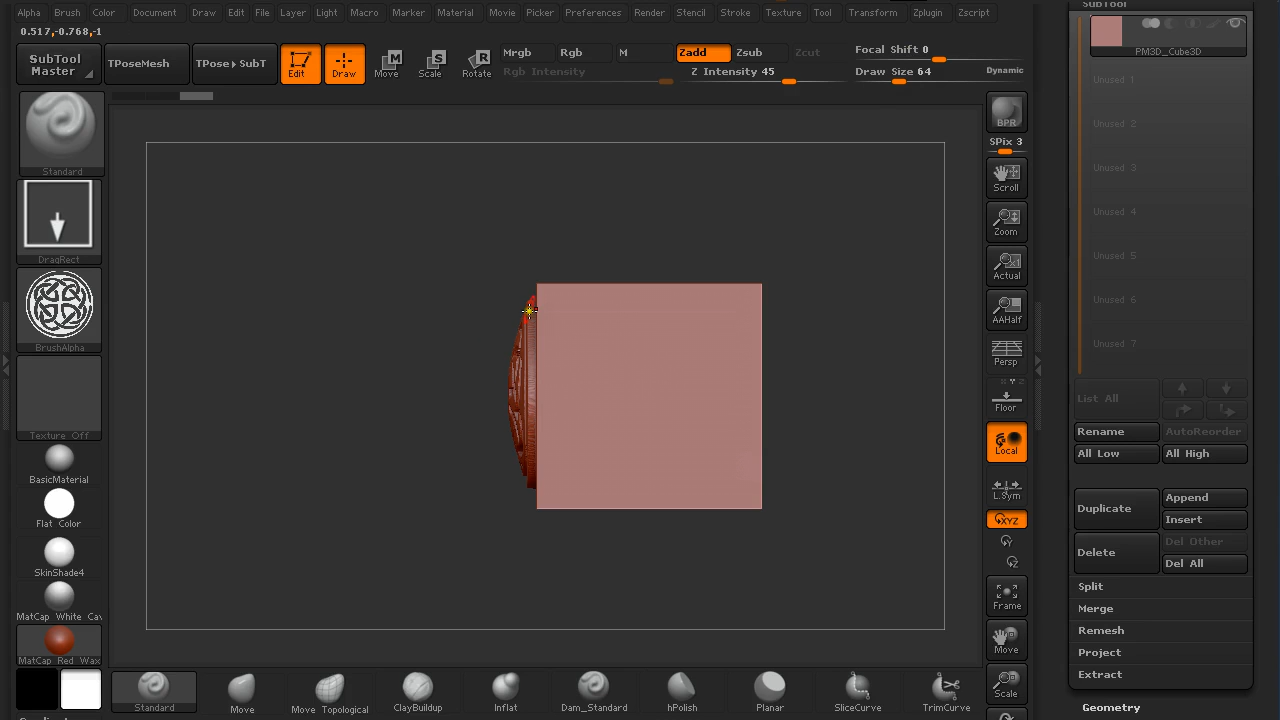 Alpha Brush Color Document Draw Edit File Layer Light Macro Marker Material Movie Picker Preferences Render Stencil Stroke Texture Tool Transform Zplugin Zscript
SubTool
0.517,-0.768,-1
SubTool
Master
TPoseMesh
TPose▸SubT
Edit
Draw
Move
Scale
Rotate
Mrgb Rgb M Zadd Zsub Zcut
Rgb Intensity Z Intensity 45
Focal Shift 0
Draw Size 64 Dynamic
Standard
DragRect
BrushAlpha
Texture Off
BasicMaterial
Flat Color
SkinShade4
MatCap White Cav
MatCap Red Wax
BPR
SPix 3
Scroll
Zoom
Actual
AAHalf
Persp
Floor
Local
L.Sym
XYZ
Y
Z
Frame
Move
Scale
PM3D_Cube3D
Unused 1
Unused 2
Unused 3
Unused 4
Unused 5
Unused 6
Unused 7
List All
Rename AutoReorder
All Low All High
Duplicate Append
Insert
Delete Del Other
Del All
Split
Merge
Remesh
Project
Extract
Geometry
Standard Move Move Topological ClayBuildup Inflat Dam_Standard hPolish Planar SliceCurve TrimCurve